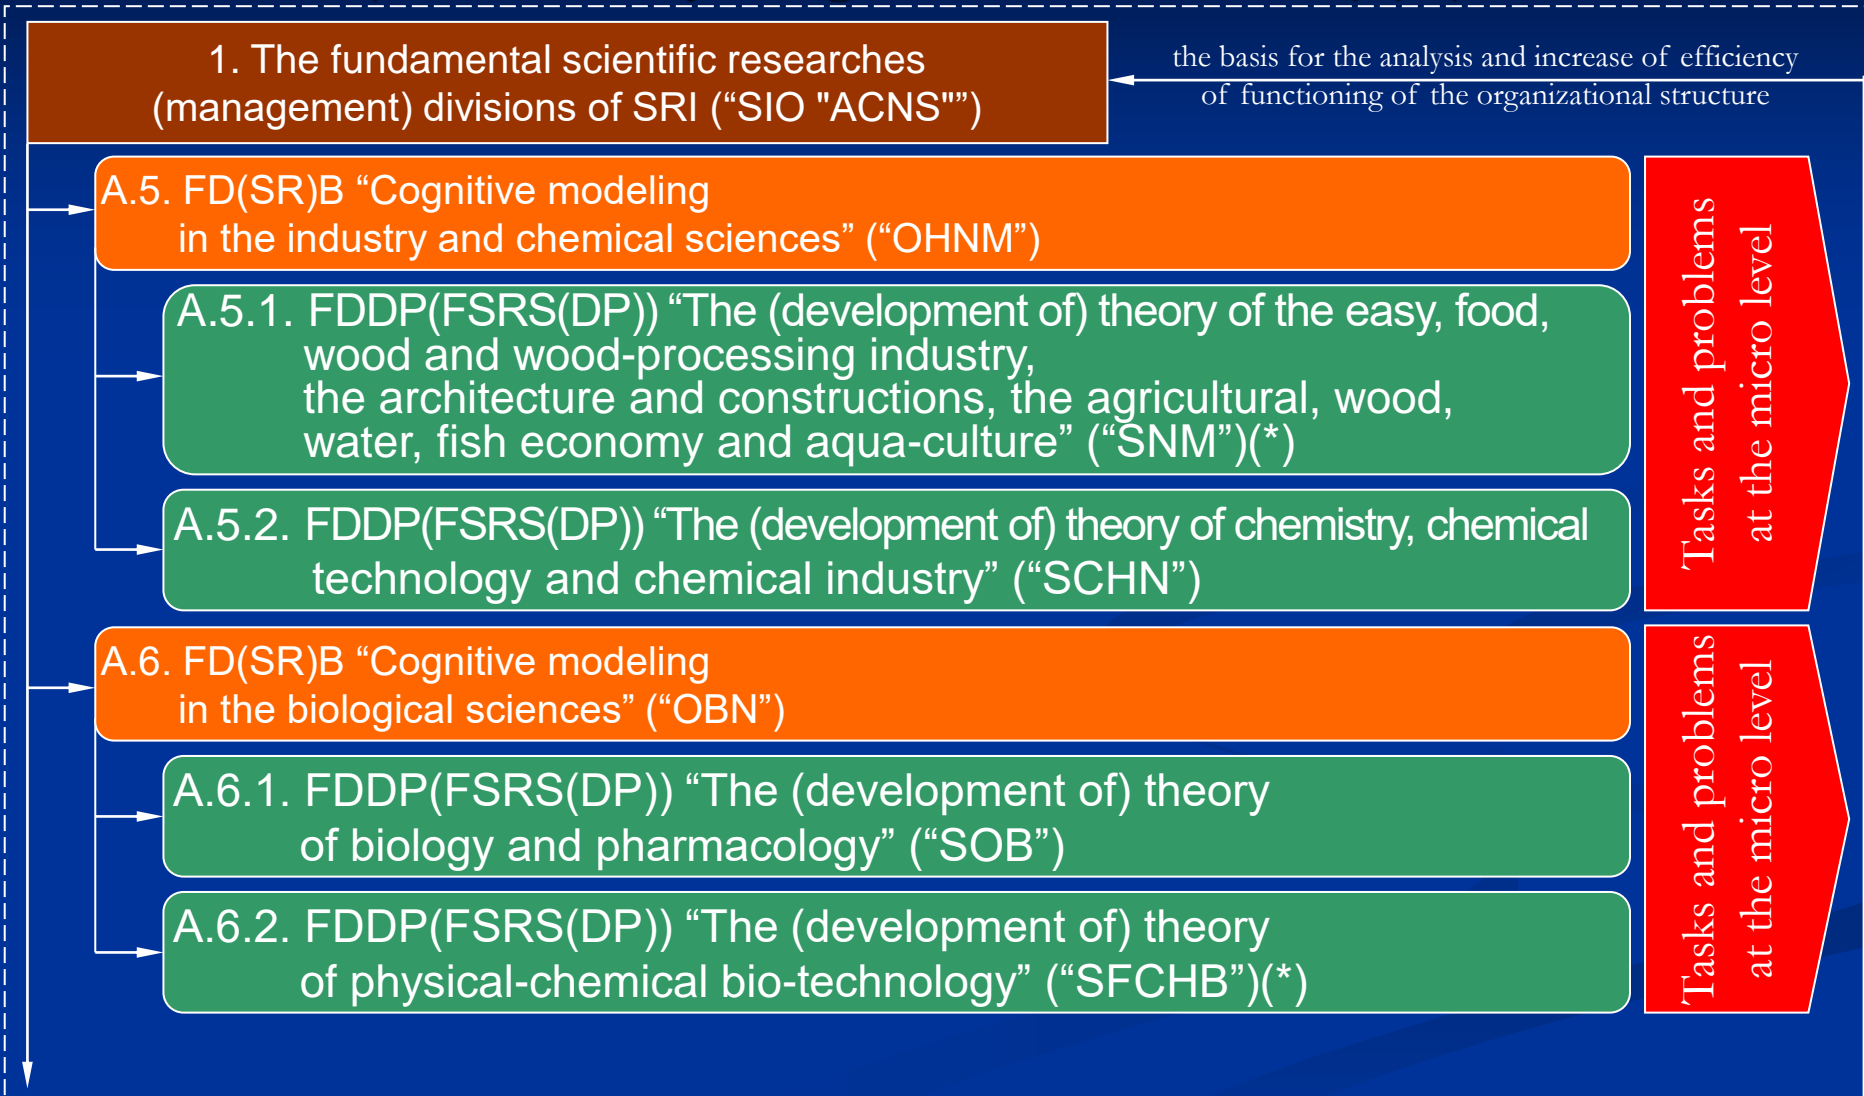 1. The fundamental scientific researches
(management) divisions of SRI (“SIO "ACNS"”)
the basis for the analysis and increase of efficiency
of functioning of the organizational structure
A.5. FD(SR)B “Cognitive modeling
in the industry and chemical sciences” (“OHNM”)
A.5.1. FDDP(FSRS(DP)) “The (development of) theory of the easy, food,
wood and wood-processing industry,
the architecture and constructions, the agricultural, wood,
water, fish economy and aqua-culture” (“SNM”)(*)
A.5.2. FDDP(FSRS(DP)) “The (development of) theory of chemistry, chemical
technology and chemical industry” (“SCHN”)
Tasks and problems
at the micro level
A.6. FD(SR)B “Cognitive modeling
in the biological sciences” (“OBN”)
A.6.1. FDDP(FSRS(DP)) “The (development of) theory
of biology and pharmacology” (“SOB”)
A.6.2. FDDP(FSRS(DP)) “The (development of) theory
of physical-chemical bio-technology” (“SFCHB”)(*)
Tasks and problems
at the micro level